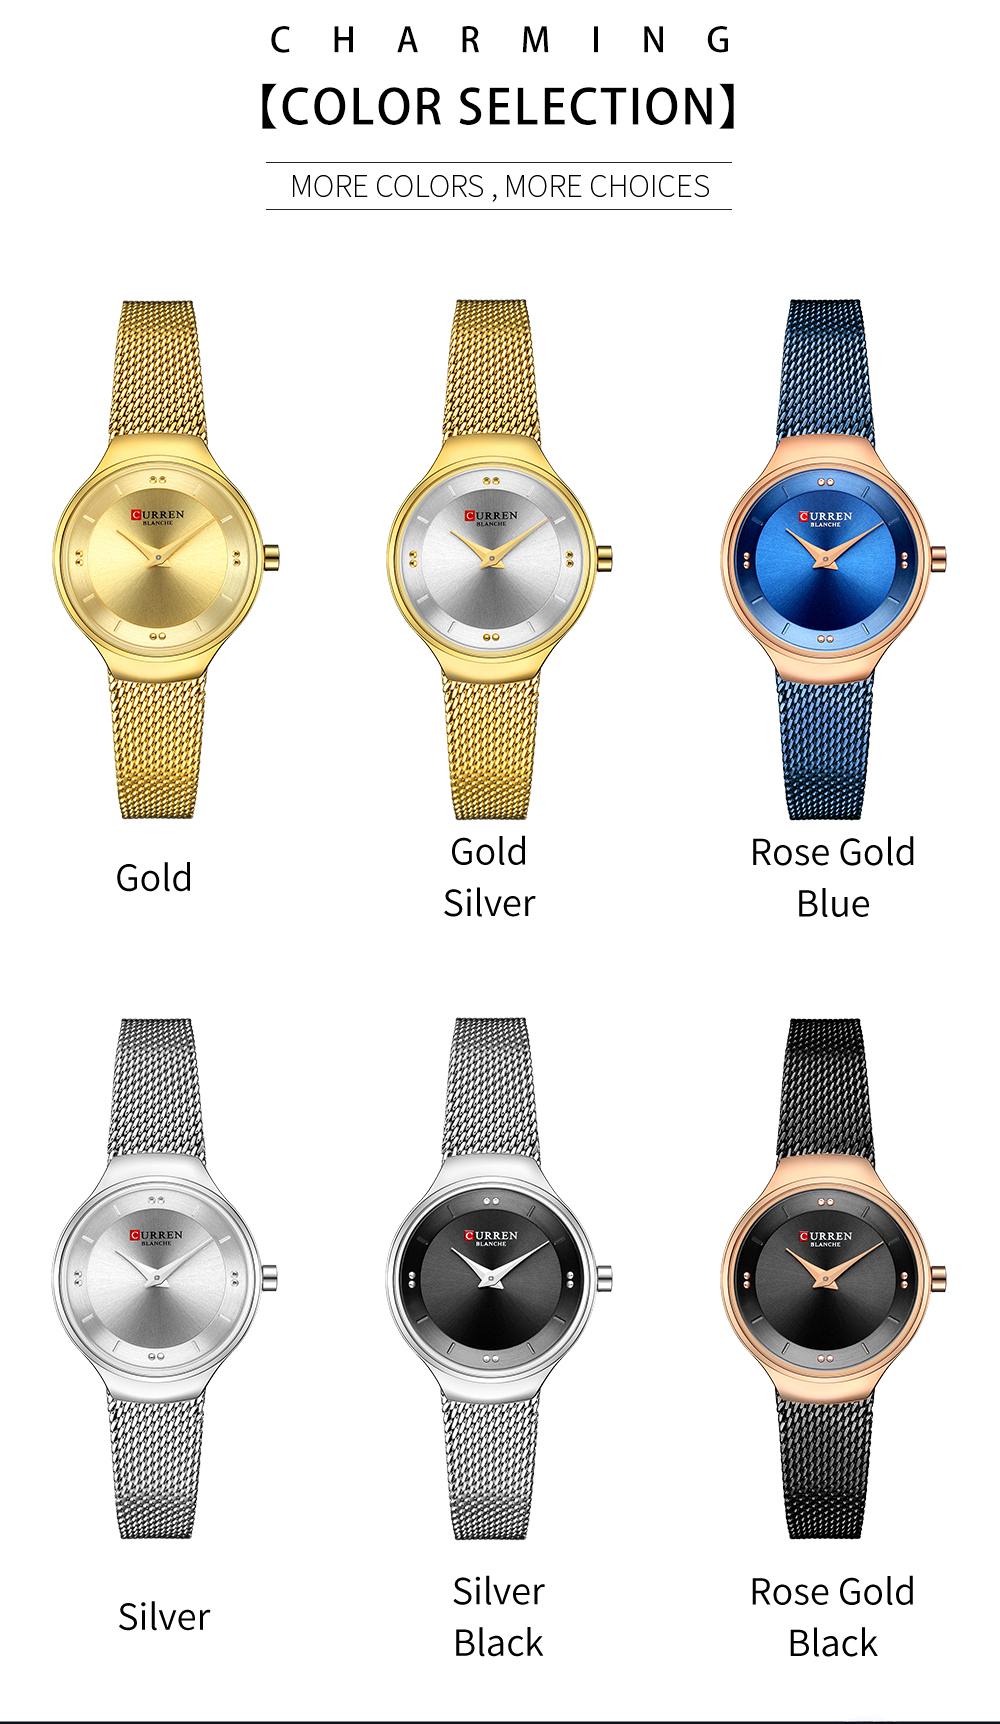 CHARMING
【COLOR SELECTION】
MORE COLORS , MORE CHOICES
CURREN
BLANCHE
CURREN
BLANCHE
CURREN
BLANCHE
Gold
Gold
Silver
Rose Gold
Blue
CURREN
BLANCHE
CURREN
BLANCHE
CURREN
BLANCHE
Silver
Silver
Black
Rose Gold
Black